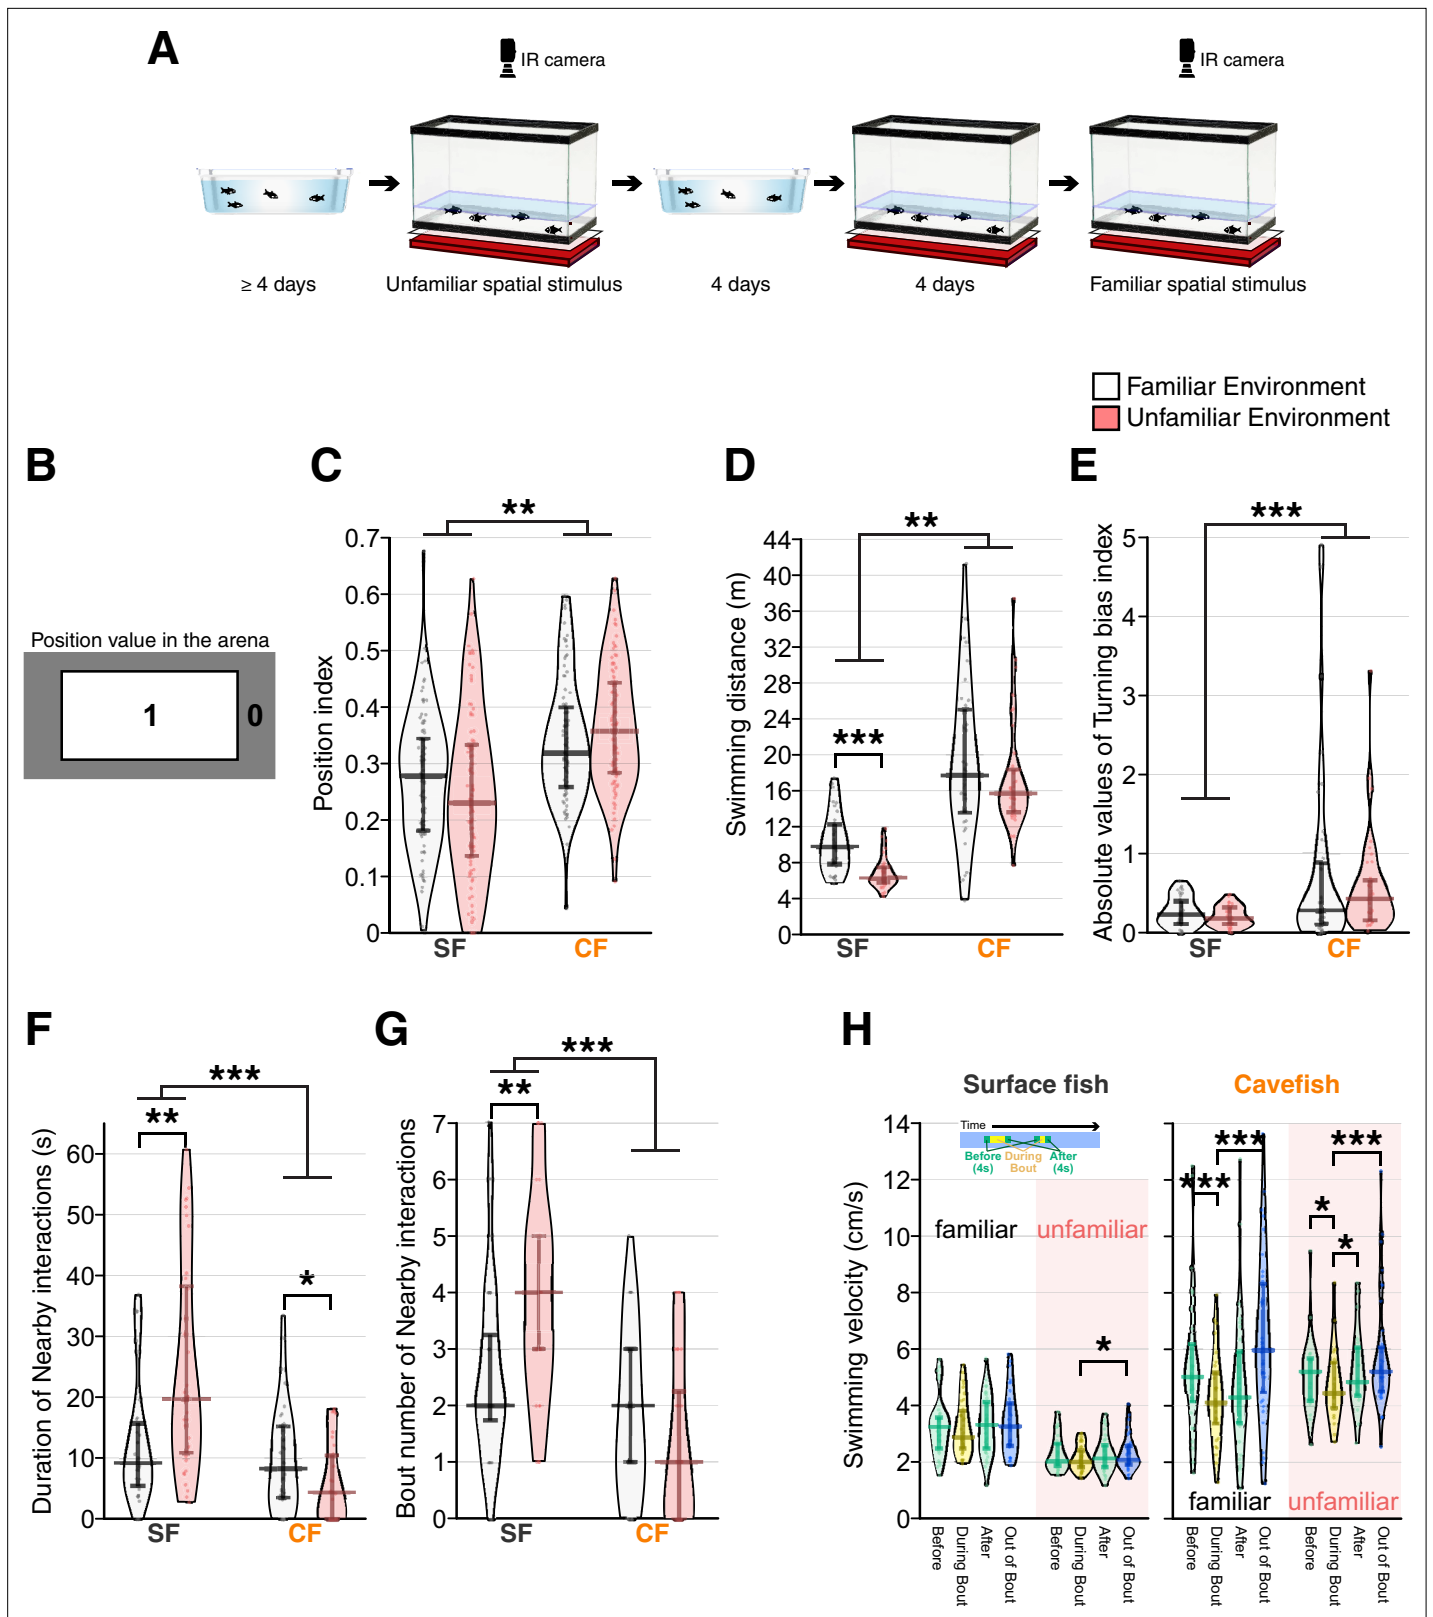 A
IR camera
IR camera
≥ 4 days
Unfamiliar spatial stimulus
4 days
4 days
Familiar spatial stimulus
Familiar Environment
Unfamiliar Environment
B
Position value in the arena
1
0
C
**
Position index
0.7
0.6
0.5
0.4
0.3
0.2
0.1
0
SF
CF
D
**
***
Swimming distance (m)
44
40
36
32
28
24
20
16
12
8
4
0
SF
CF
E
***
Absolute values of Turning bias index
5
4
3
2
1
0
SF
CF
F
***
**
*
Duration of Nearby interactions (s)
60
50
40
30
20
10
0
SF
CF
G
***
**
Bout number of Nearby interactions
7
6
5
4
3
2
1
0
SF
CF
H
Surface fish
Cavefish
Swimming velocity (cm/s)
14
12
10
8
6
4
2
0
Time
Before During After
(4s) Bout (4s)
familiar
unfamiliar
*
***
***
***
*
*
familiar
unfamiliar
Before
During Bout
After
Out of Bout
Before
During Bout
After
Out of Bout
Before
During Bout
After
Out of Bout
Before
During Bout
After
Out of Bout